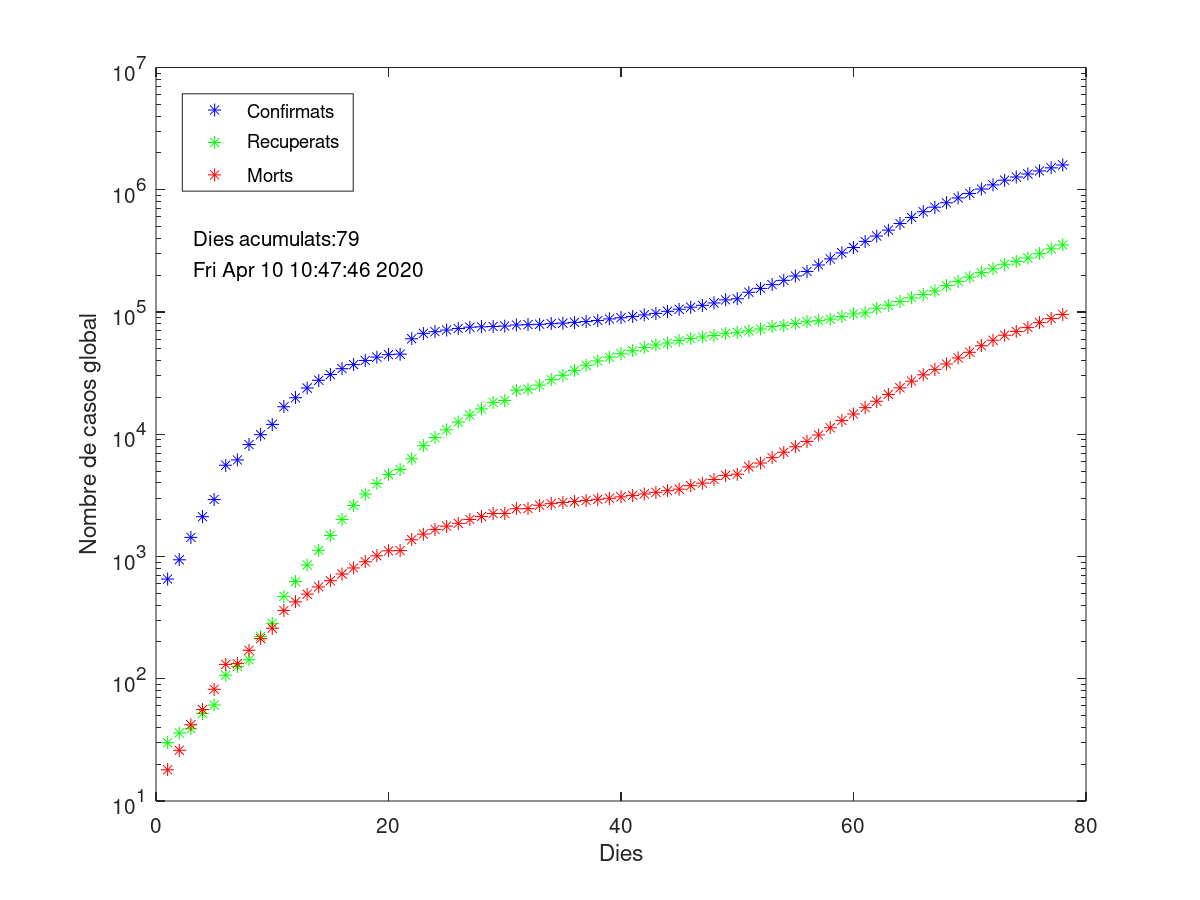 10^7
10^6
10^5
10^4
10^3
10^2
10^1
Confirmats
Recuperats
Morts
Dies acumulats:79
Fri Apr 10 10:47:46 2020
Nombre de casos global
0 20 40 60 80
Dies